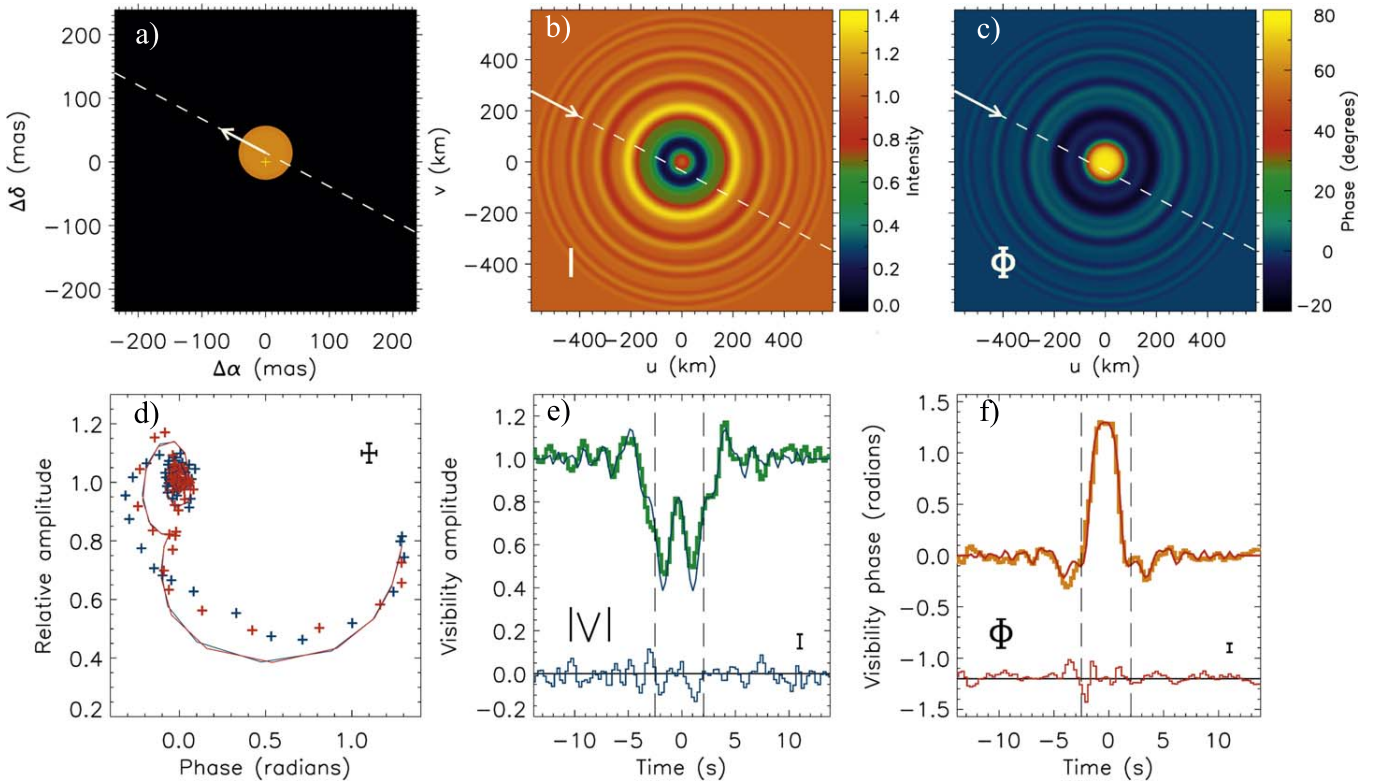 a)
200
100
0
−100
−200
Δδ (mas)
−200 −100 0 100 200
Δα (mas)
b)
400
200
0
−200
−400
v (km)
I
−400−200 0 200 400
u (km)
1.4
1.2
1.0
0.8
0.6
0.4
0.2
0.0
Intensity
c)
Φ
−400−200 0 200 400
u (km)
80
60
40
20
0
−20
Phase (degrees)
d)
1.2
1.0
0.8
0.6
0.4
0.2
Relative amplitude
0.0 0.5 1.0
Phase (radians)
e)
1.2
1.0
0.8
0.6
0.4
0.2
0.0
−0.2
Visibility amplitude
|V|
−10 −5 0 5 10
Time (s)
f)
1.5
1.0
0.5
0.0
−0.5
−1.0
−1.5
Visibility phase (radians)
Φ
−10 −5 0 5 10
Time (s)